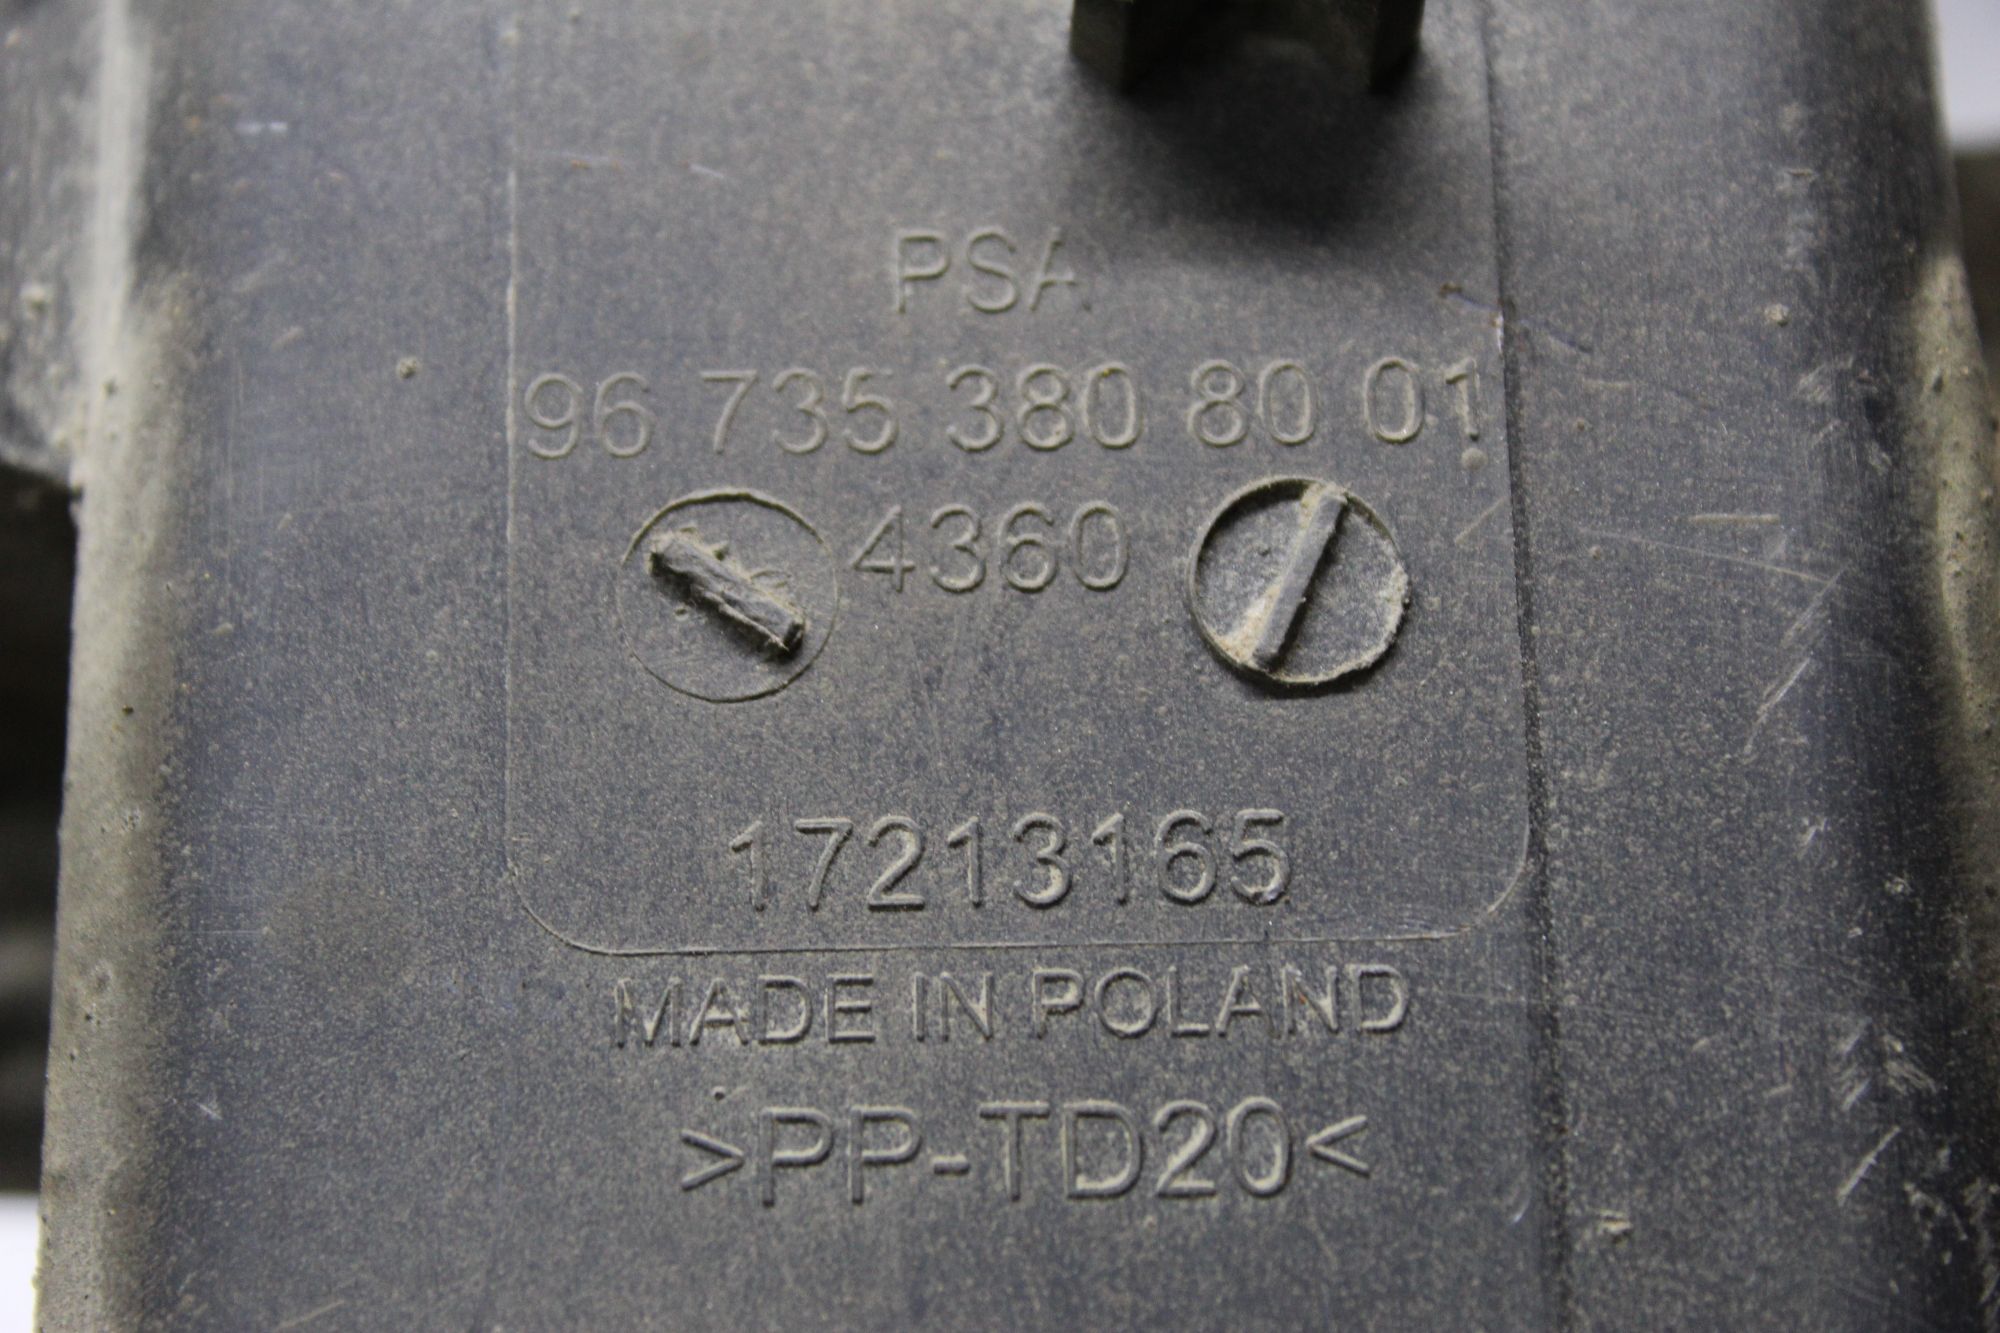 PSA
96 735 380 80 01
4360
17213165
MADE IN POLAND
>PP-TD20<